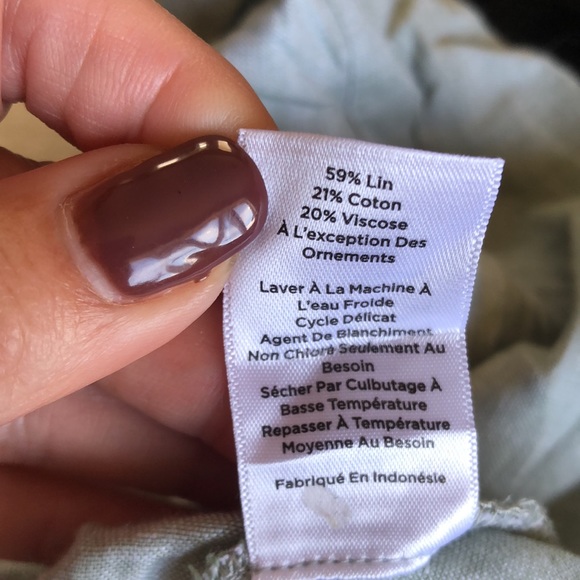 59% Lin
21% Coton
20% Viscose
À L'exception Des
Ornements
Laver À La Machine À
L'eau Froide
Cycle Délicat
Agent De Blanchiment
Non Chloré Seulement Au
Besoin
Sécher Par Culbutage À
Basse Température
Repasser À Température
Moyenne Au Besoin
Fabriqué En Indonésie